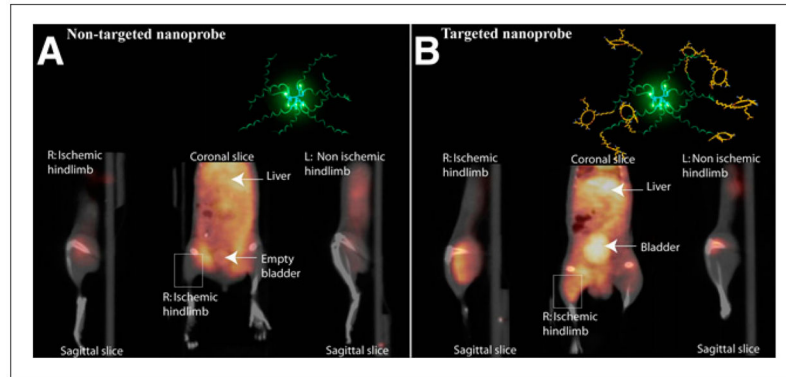 A
Non-targeted nanoprobe
R: Ischemic
hindlimb
Coronal slice
L: Non ischemic
hindlimb
Liver
Empty
bladder
R: Ischemic
hindlimb
Sagittal slice
Sagittal slice
B
Targeted nanoprobe
R: Ischemic
hindlimb
Coronal slice
L: Non ischemic
hindlimb
Liver
Bladder
R: Ischemic
hindlimb
Sagittal slice
Sagittal slice